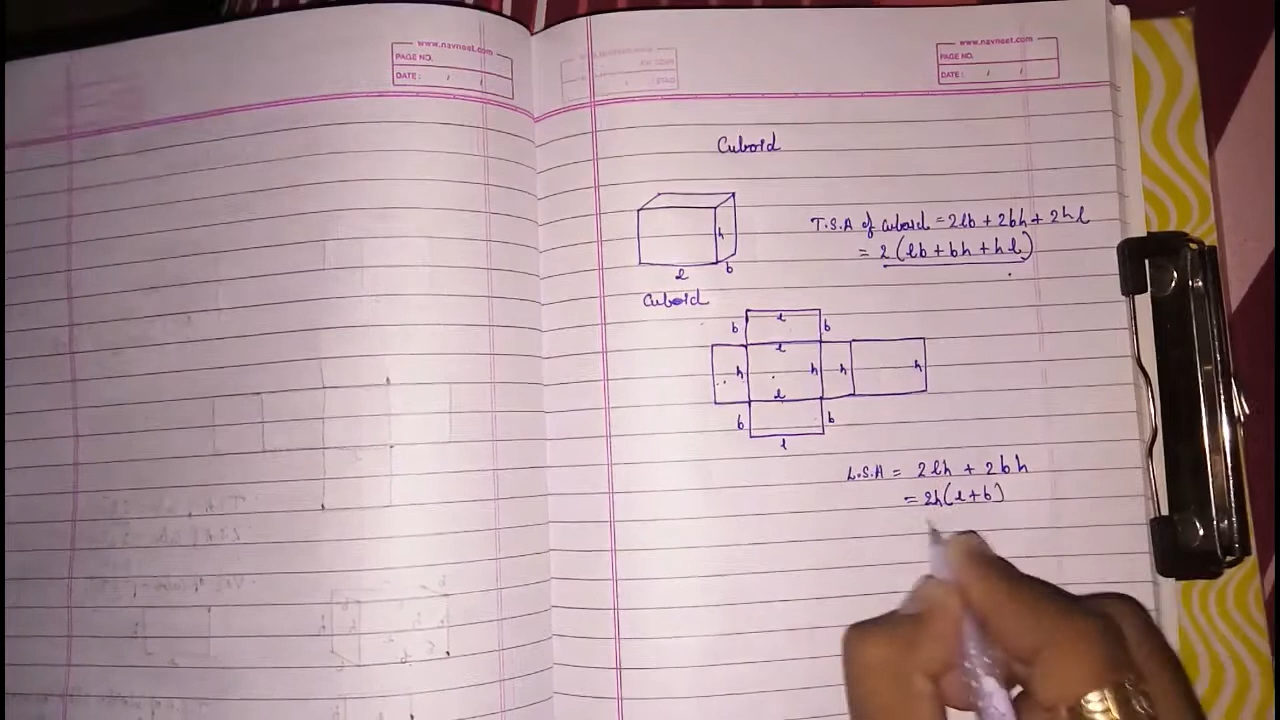 www.navneet.com
PAGE NO.
DATE: / /
www.navneet.com
PAGE NO.
DATE: / /
Cuboid
T.S.A of cuboid = 2lb + 2bh + 2hl
= 2(lb + bh + hl)
h
l
b
Cuboid
b l b
l
h h h h
l
b b
l
L.S.A = 2lh + 2bh
= 2h(l+b)